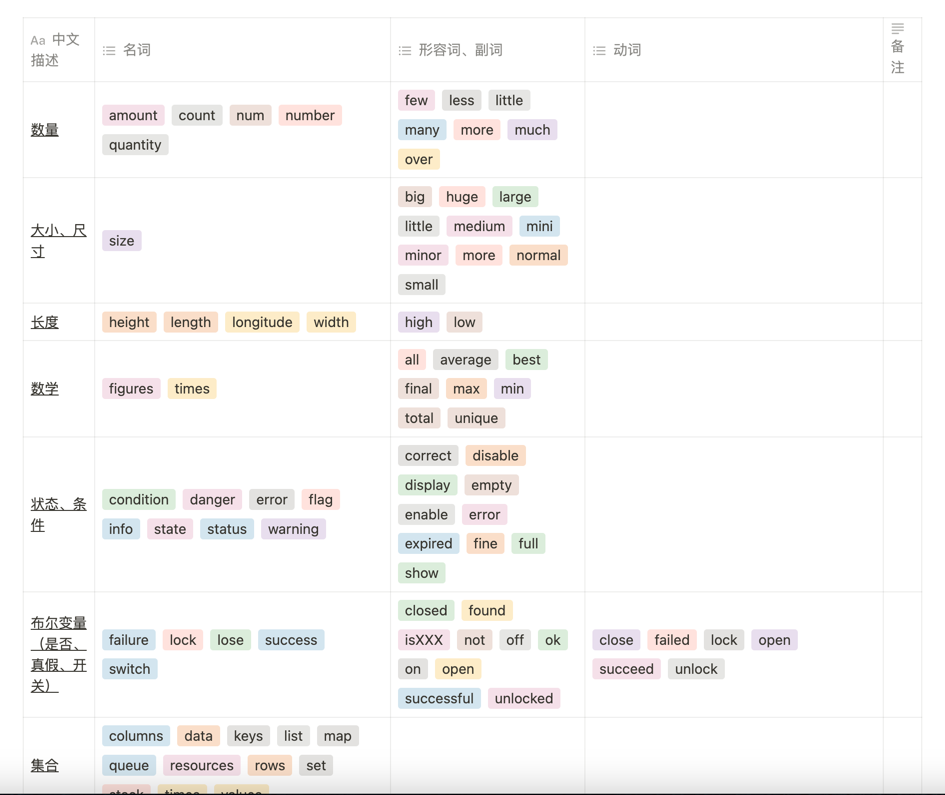 Aa 中文描述 名词 形容词、副词 动词 备注
数量
amount count num number
quantity
few less little
many more much
over
大小、尺寸
size
big huge large
little medium mini
minor more normal
small
长度
height length longitude width
high low
数学
figures times
all average best
final max min
total unique
状态、条件
condition danger error flag
info state status warning
correct disable
display empty
enable error
expired fine full
show
布尔变量
（是否、
真假、开
关）
failure lock lose success
switch
closed found
isXXX not off ok
on open
successful unlocked
close failed lock open
succeed unlock
集合
columns data keys list map
queue resources rows set
stack times values